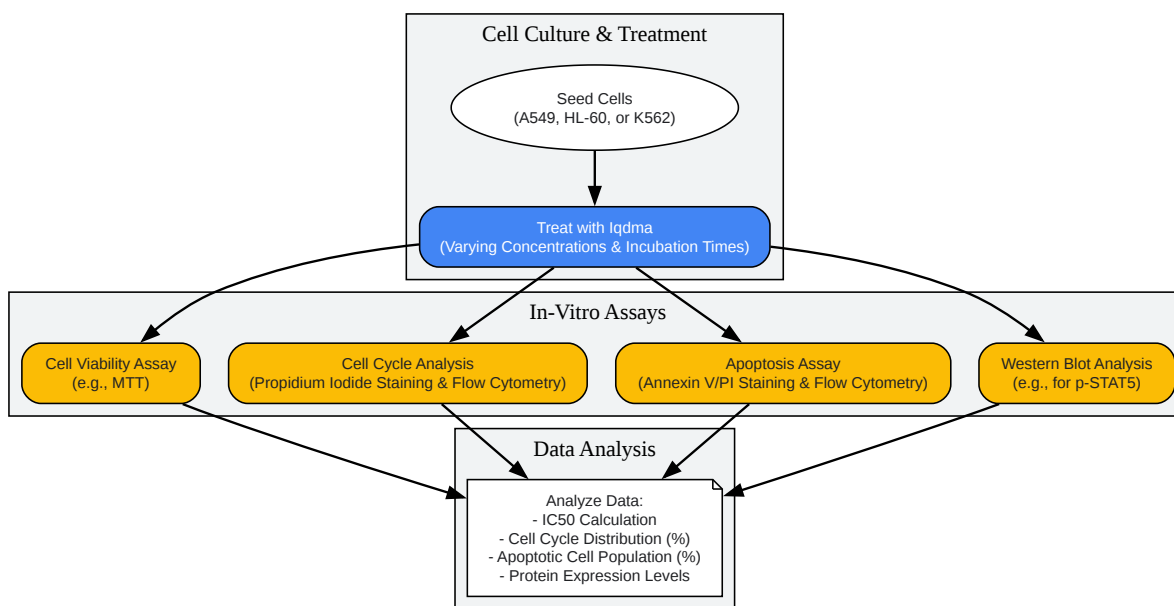 Cell Culture & Treatment
Seed Cells
(A549, HL-60, or K562)
Treat with Iqdma
(Varying Concentrations & Incubation Times)
In-Vitro Assays
Cell Viability Assay
(e.g., MTT)
Cell Cycle Analysis
(Propidium Iodide Staining & Flow Cytometry)
Apoptosis Assay
(Annexin V/PI Staining & Flow Cytometry)
Western Blot Analysis
(e.g., for p-STAT5)
Data Analysis
Analyze Data:
- IC50 Calculation
- Cell Cycle Distribution (%)
- Apoptotic Cell Population (%)
- Protein Expression Levels